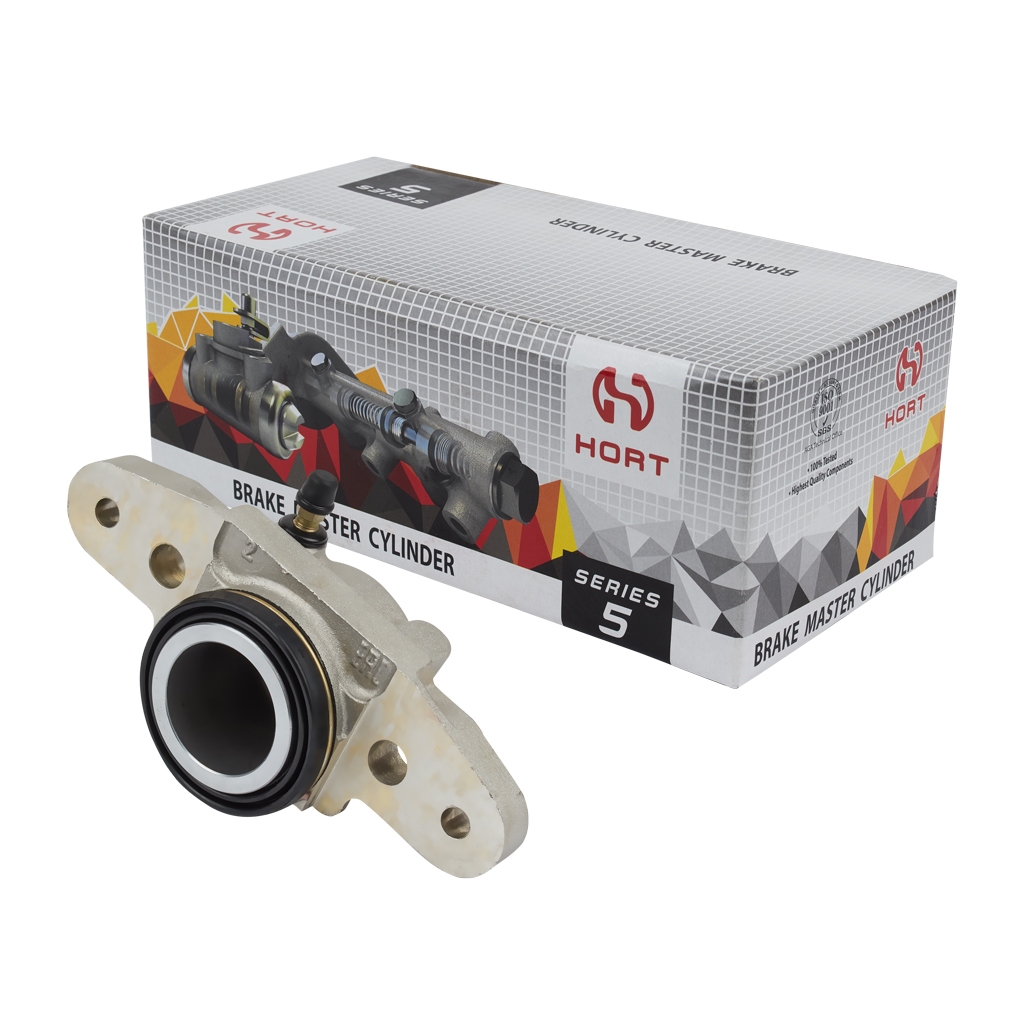 SERIES
5
HORT
BRAKE MASTER CYLINDER
HORT
BRAKE MASTER CYLINDER
SERIES
5
HORT
ISO
9001
SGS
• 100% Tested
• Highest Quality Components
BRAKE MASTER CYLINDER
2